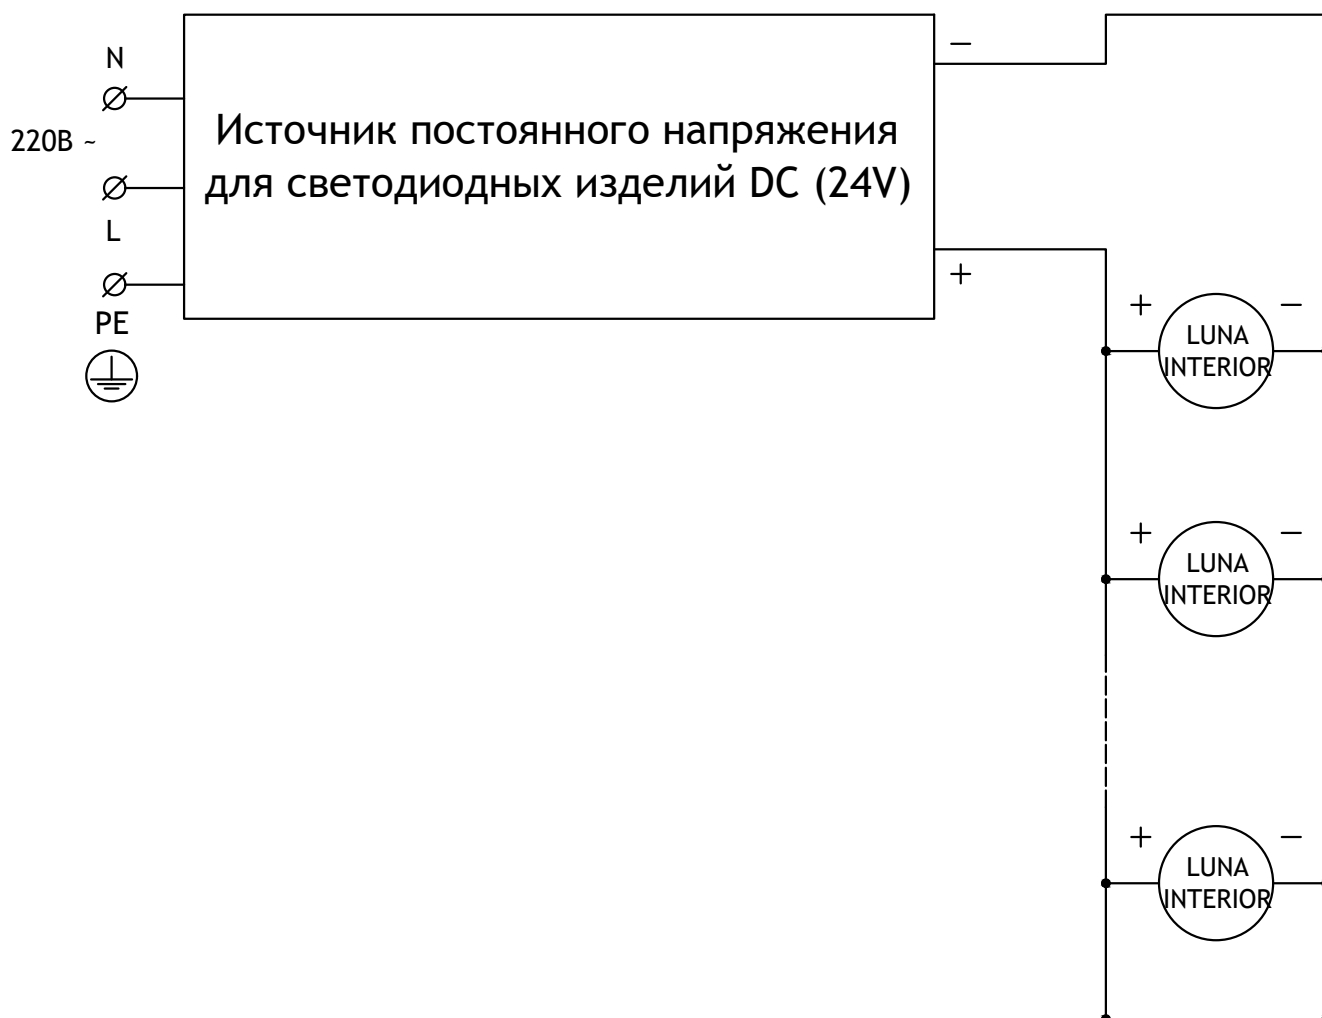 N
220В ~
L
PE
Источник постоянного напряжения
для светодиодных изделий DC (24V)
−
+
+ −
LUNA
INTERIOR
+ −
LUNA
INTERIOR
+ −
LUNA
INTERIOR